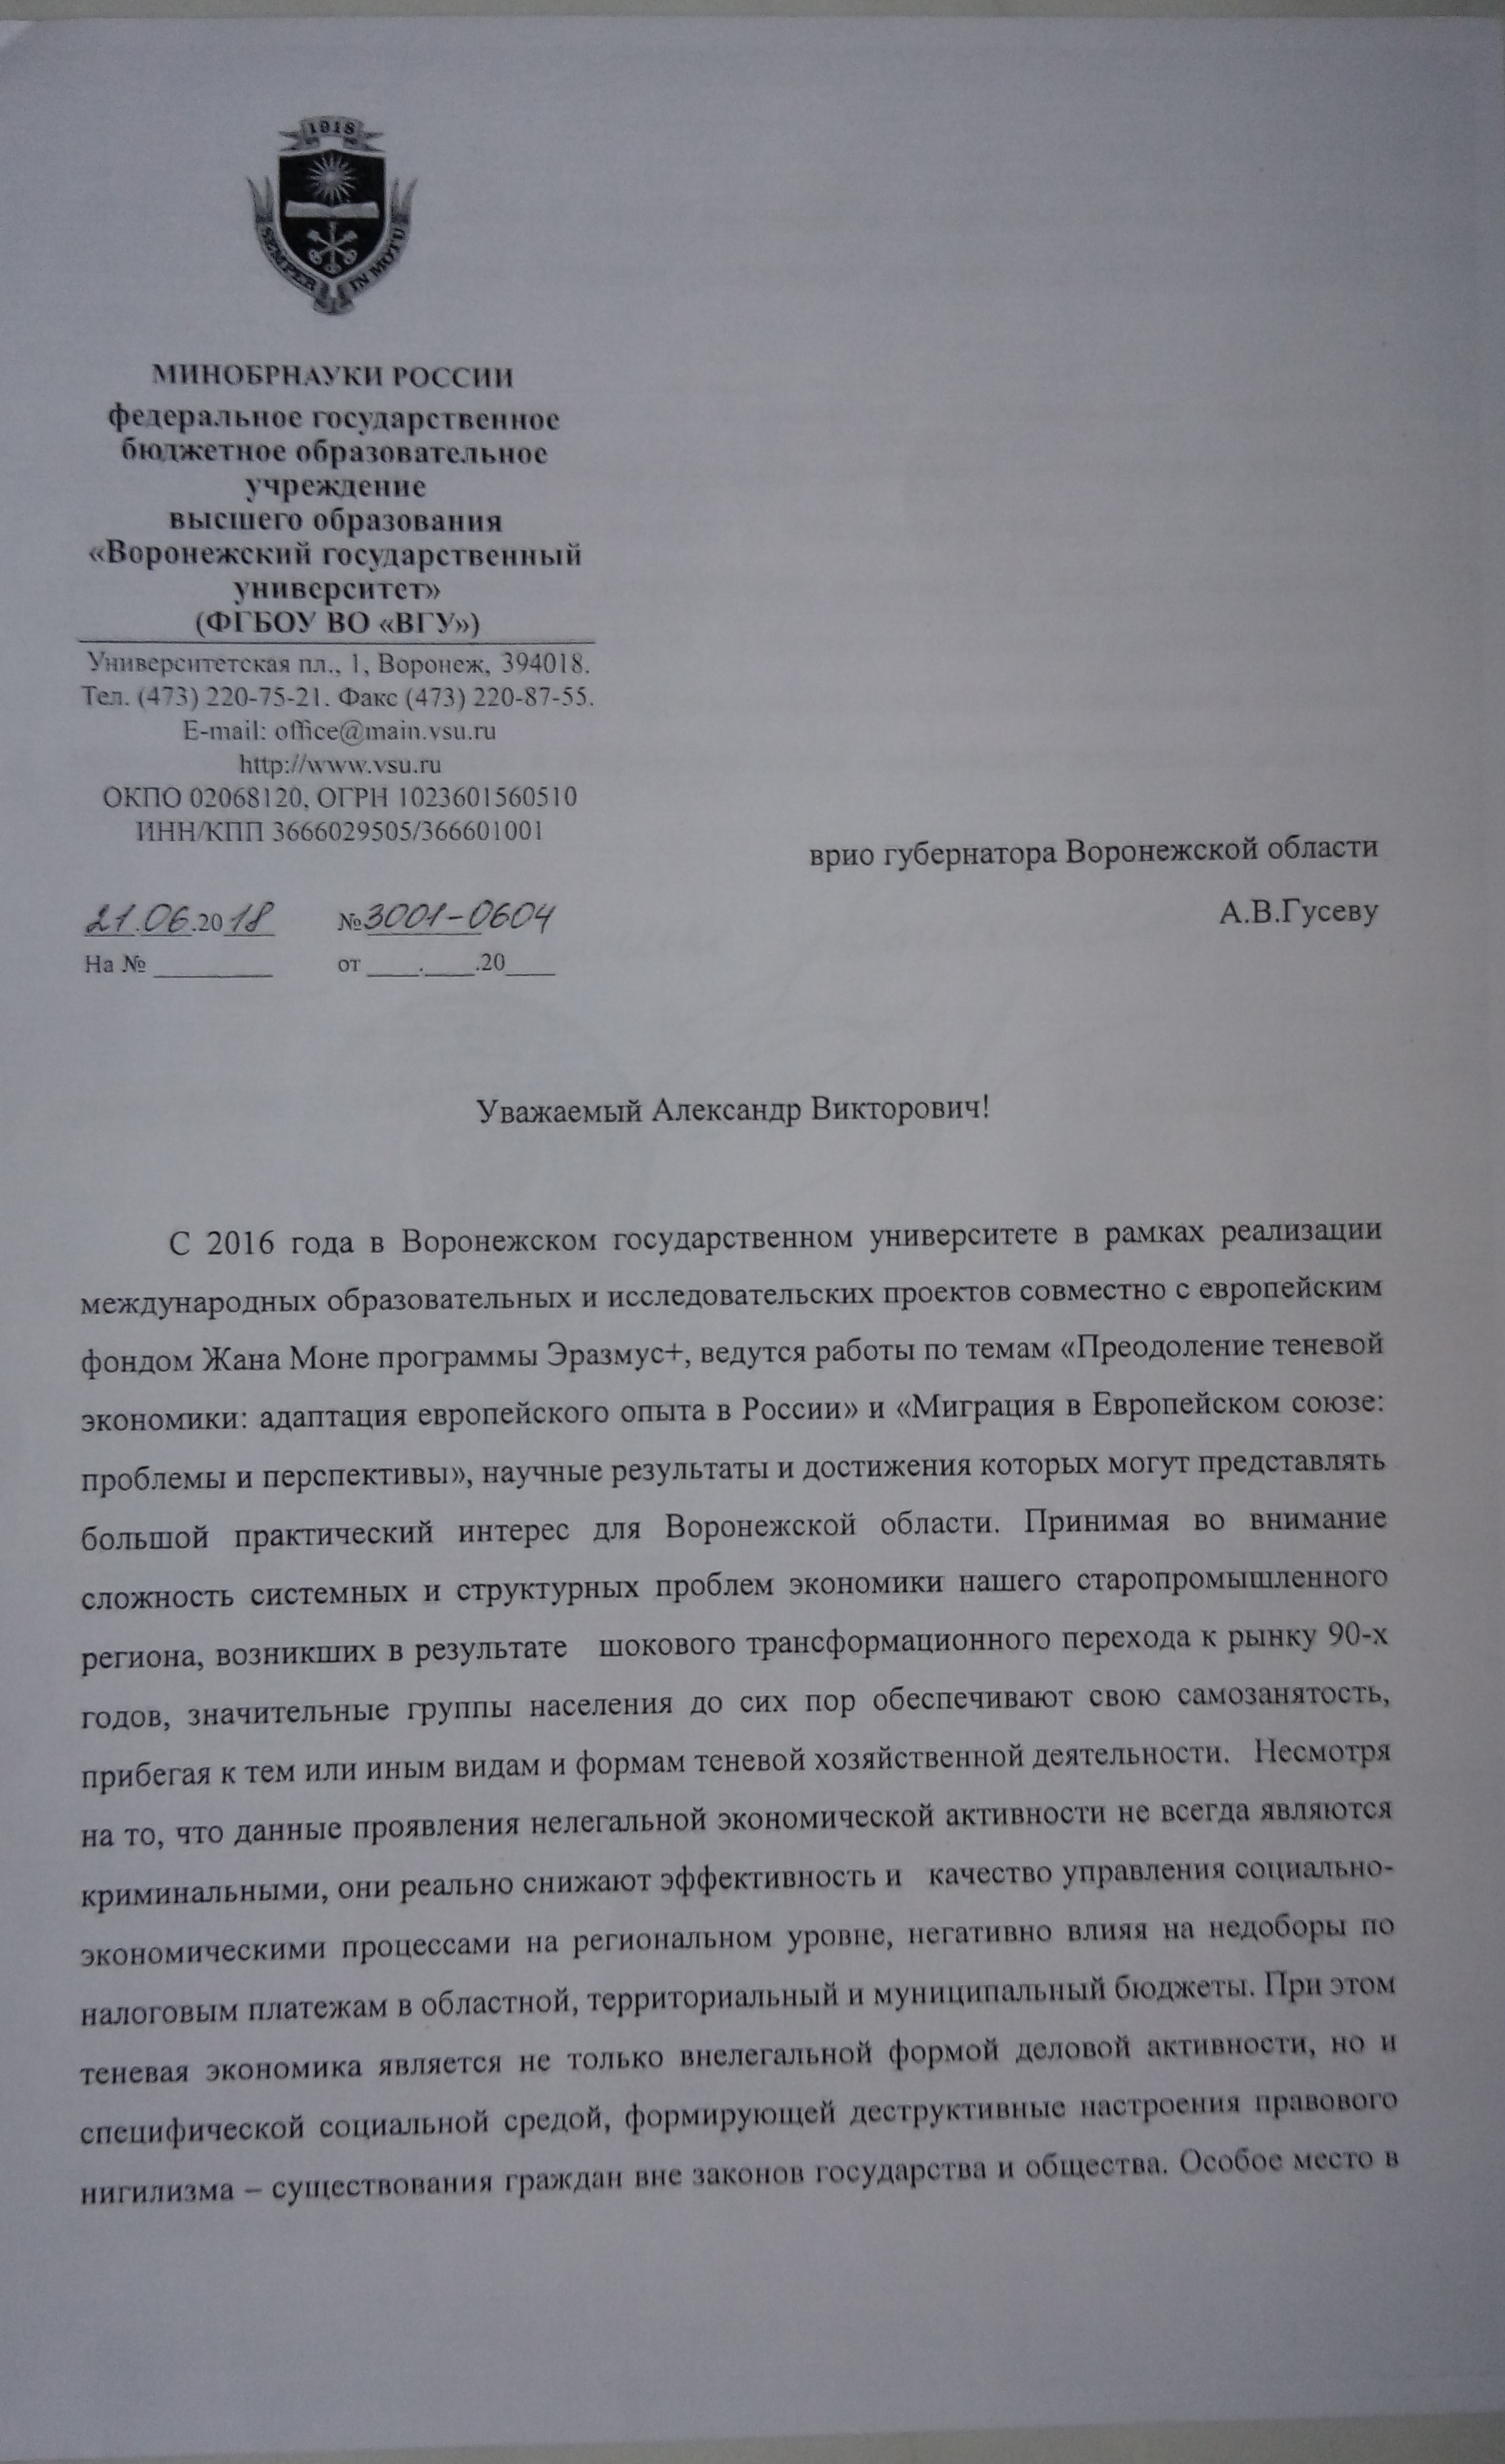 1918
SEMPER IN MOTU
МИНОБРНАУКИ РОССИИ
федеральное государственное
бюджетное образовательное
учреждение
высшего образования
«Воронежский государственный
университет»
(ФГБОУ ВО «ВГУ»)
Университетская пл., 1, Воронеж, 394018.
Тел. (473) 220-75-21. Факс (473) 220-87-55.
E-mail: office@main.vsu.ru
http://www.vsu.ru
ОКПО 02068120, ОГРН 1023601560510
ИНН/КПП 3666029505/366601001
врио губернатора Воронежской области
А.В.Гусеву
21.06.2018 №3001-0604
На № _________ от ____.____.20____
Уважаемый Александр Викторович!
С 2016 года в Воронежском государственном университете в рамках реализации
международных образовательных и исследовательских проектов совместно с европейским
фондом Жана Моне программы Эразмус+, ведутся работы по темам «Преодоление теневой
экономики: адаптация европейского опыта в России» и «Миграция в Европейском союзе:
проблемы и перспективы», научные результаты и достижения которых могут представлять
большой практический интерес для Воронежской области. Принимая во внимание
сложность системных и структурных проблем экономики нашего старопромышленного
региона, возникших в результате шокового трансформационного перехода к рынку 90-х
годов, значительные группы населения до сих пор обеспечивают свою самозанятость,
прибегая к тем или иным видам и формам теневой хозяйственной деятельности. Несмотря
на то, что данные проявления нелегальной экономической активности не всегда являются
криминальными, они реально снижают эффективность и качество управления социально-
экономическими процессами на региональном уровне, негативно влияя на недоборы по
налоговым платежам в областной, территориальный и муниципальный бюджеты. При этом
теневая экономика является не только внелегальной формой деловой активности, но и
специфической социальной средой, формирующей деструктивные настроения правового
нигилизма – существования граждан вне законов государства и общества. Особое место в